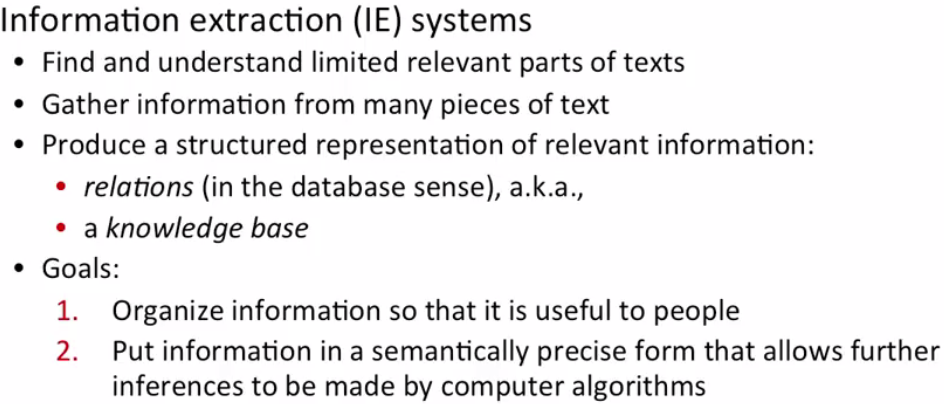 Information extraction (IE) systems
• Find and understand limited relevant parts of texts
• Gather information from many pieces of text
• Produce a structured representation of relevant information:
• relations (in the database sense), a.k.a.,
• a knowledge base
• Goals:
1. Organize information so that it is useful to people
2. Put information in a semantically precise form that allows further
inferences to be made by computer algorithms